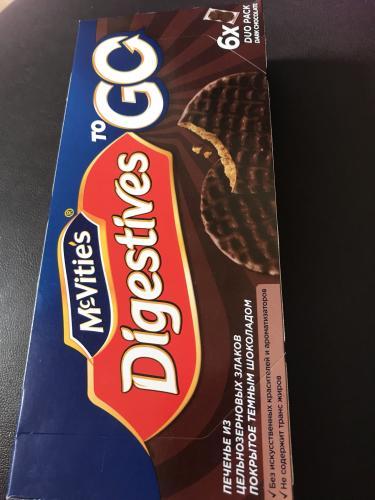 McVitie's®
Digestives
TO GO
6x
DUO PACK
DARK CHOCOLATE
ПЕЧЕНЬЕ ИЗ
ЦЕЛЬНОЗЕРНОВЫХ ЗЛАКОВ
ПОКРЫТОЕ ТЕМНЫМ ШОКОЛАДОМ
✓ Без искусственных красителей и ароматизаторов
✓ Не содержит транс жиров